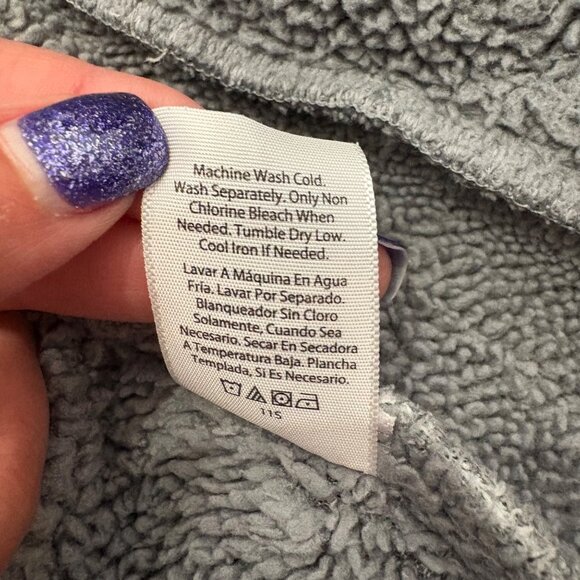 Machine Wash Cold.
Wash Separately. Only Non
Chlorine Bleach When
Needed. Tumble Dry Low.
Cool Iron If Needed.
Lavar A Máquina En Agua
Fría. Lavar Por Separado.
Blanqueador Sin Cloro
Solamente, Cuando Sea
Necesario. Secar En Secadora
A Temperatura Baja. Plancha
Templada, Si Es Necesario.
115